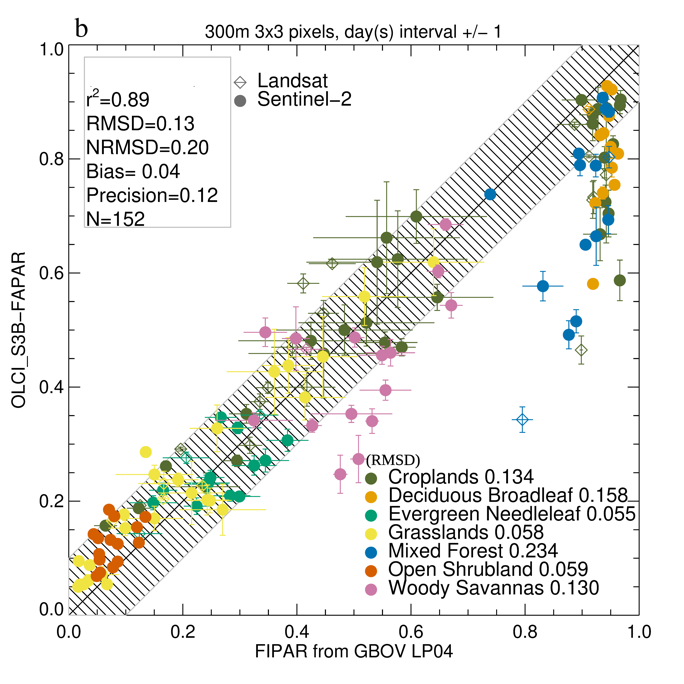 b
300m 3x3 pixels, day(s) interval +/− 1
r²=0.89
RMSD=0.13
NRMSD=0.20
Bias= 0.04
Precision=0.12
N=152
Landsat
Sentinel−2
1.0
0.8
0.6
0.4
0.2
0.0
OLCI_S3B−FAPAR
(RMSD)
Croplands 0.134
Deciduous Broadleaf 0.158
Evergreen Needleleaf 0.055
Grasslands 0.058
Mixed Forest 0.234
Open Shrubland 0.059
Woody Savannas 0.130
0.0 0.2 0.4 0.6 0.8 1.0
FIPAR from GBOV LP04